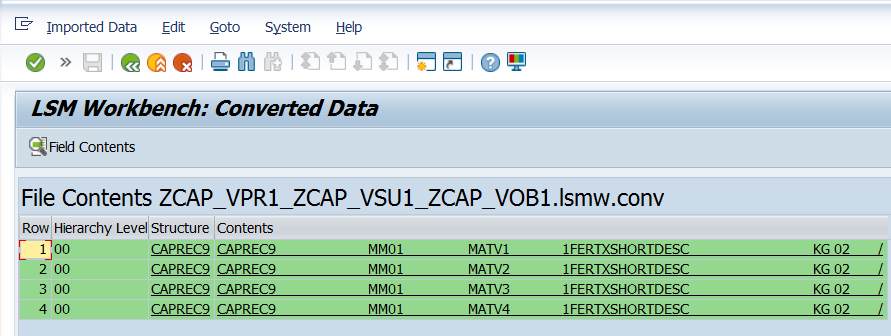 Imported Data Edit Goto System Help
LSM Workbench: Converted Data
Field Contents
File Contents ZCAP_VPR1_ZCAP_VSU1_ZCAP_VOB1.lsmw.conv
Row Hierarchy Level Structure Contents
1 00 CAPREC9 CAPREC9 MM01 MATV1 1FERTXSHORTDESC KG 02 /
2 00 CAPREC9 CAPREC9 MM01 MATV2 1FERTXSHORTDESC KG 02 /
3 00 CAPREC9 CAPREC9 MM01 MATV3 1FERTXSHORTDESC KG 02 /
4 00 CAPREC9 CAPREC9 MM01 MATV4 1FERTXSHORTDESC KG 02 /